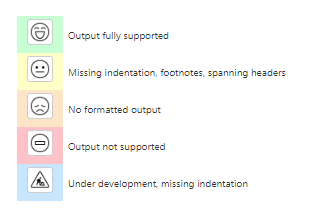 Output fully supported
Missing indentation, footnotes, spanning headers
No formatted output
Output not supported
Under development, missing indentation